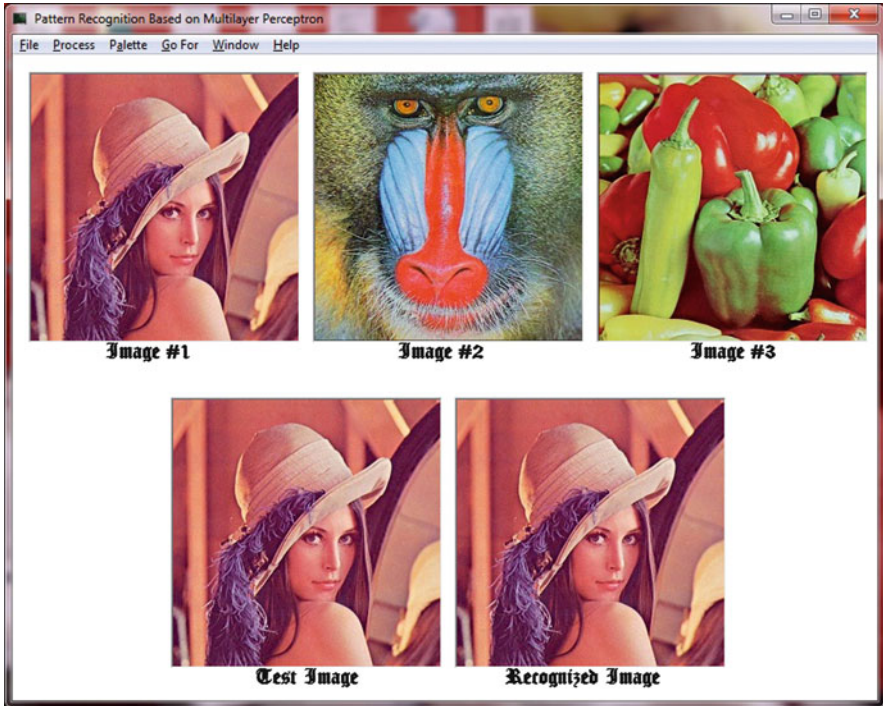 Pattern Recognition Based on Multilayer Perceptron
File Process Palette Go For Window Help
Image #1 Image #2 Image #3
Test Image Recognized Image